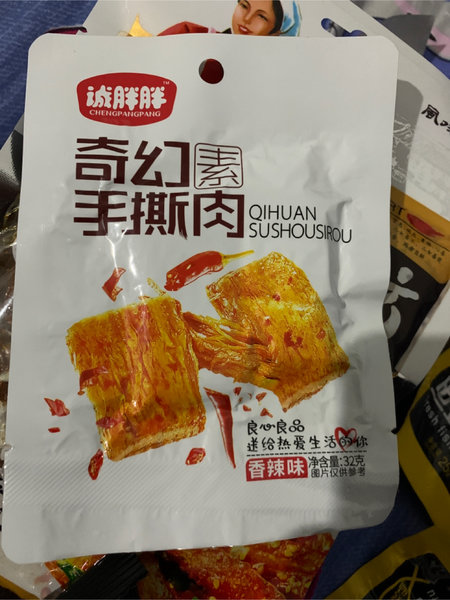 诚胖胖™
CHENGPANGPANG
奇幻素
手撕肉
QIHUAN
SUSHOUSIROU
良心良品
送给热爱生活的你
香辣味
净含量:32克
图片仅供参考